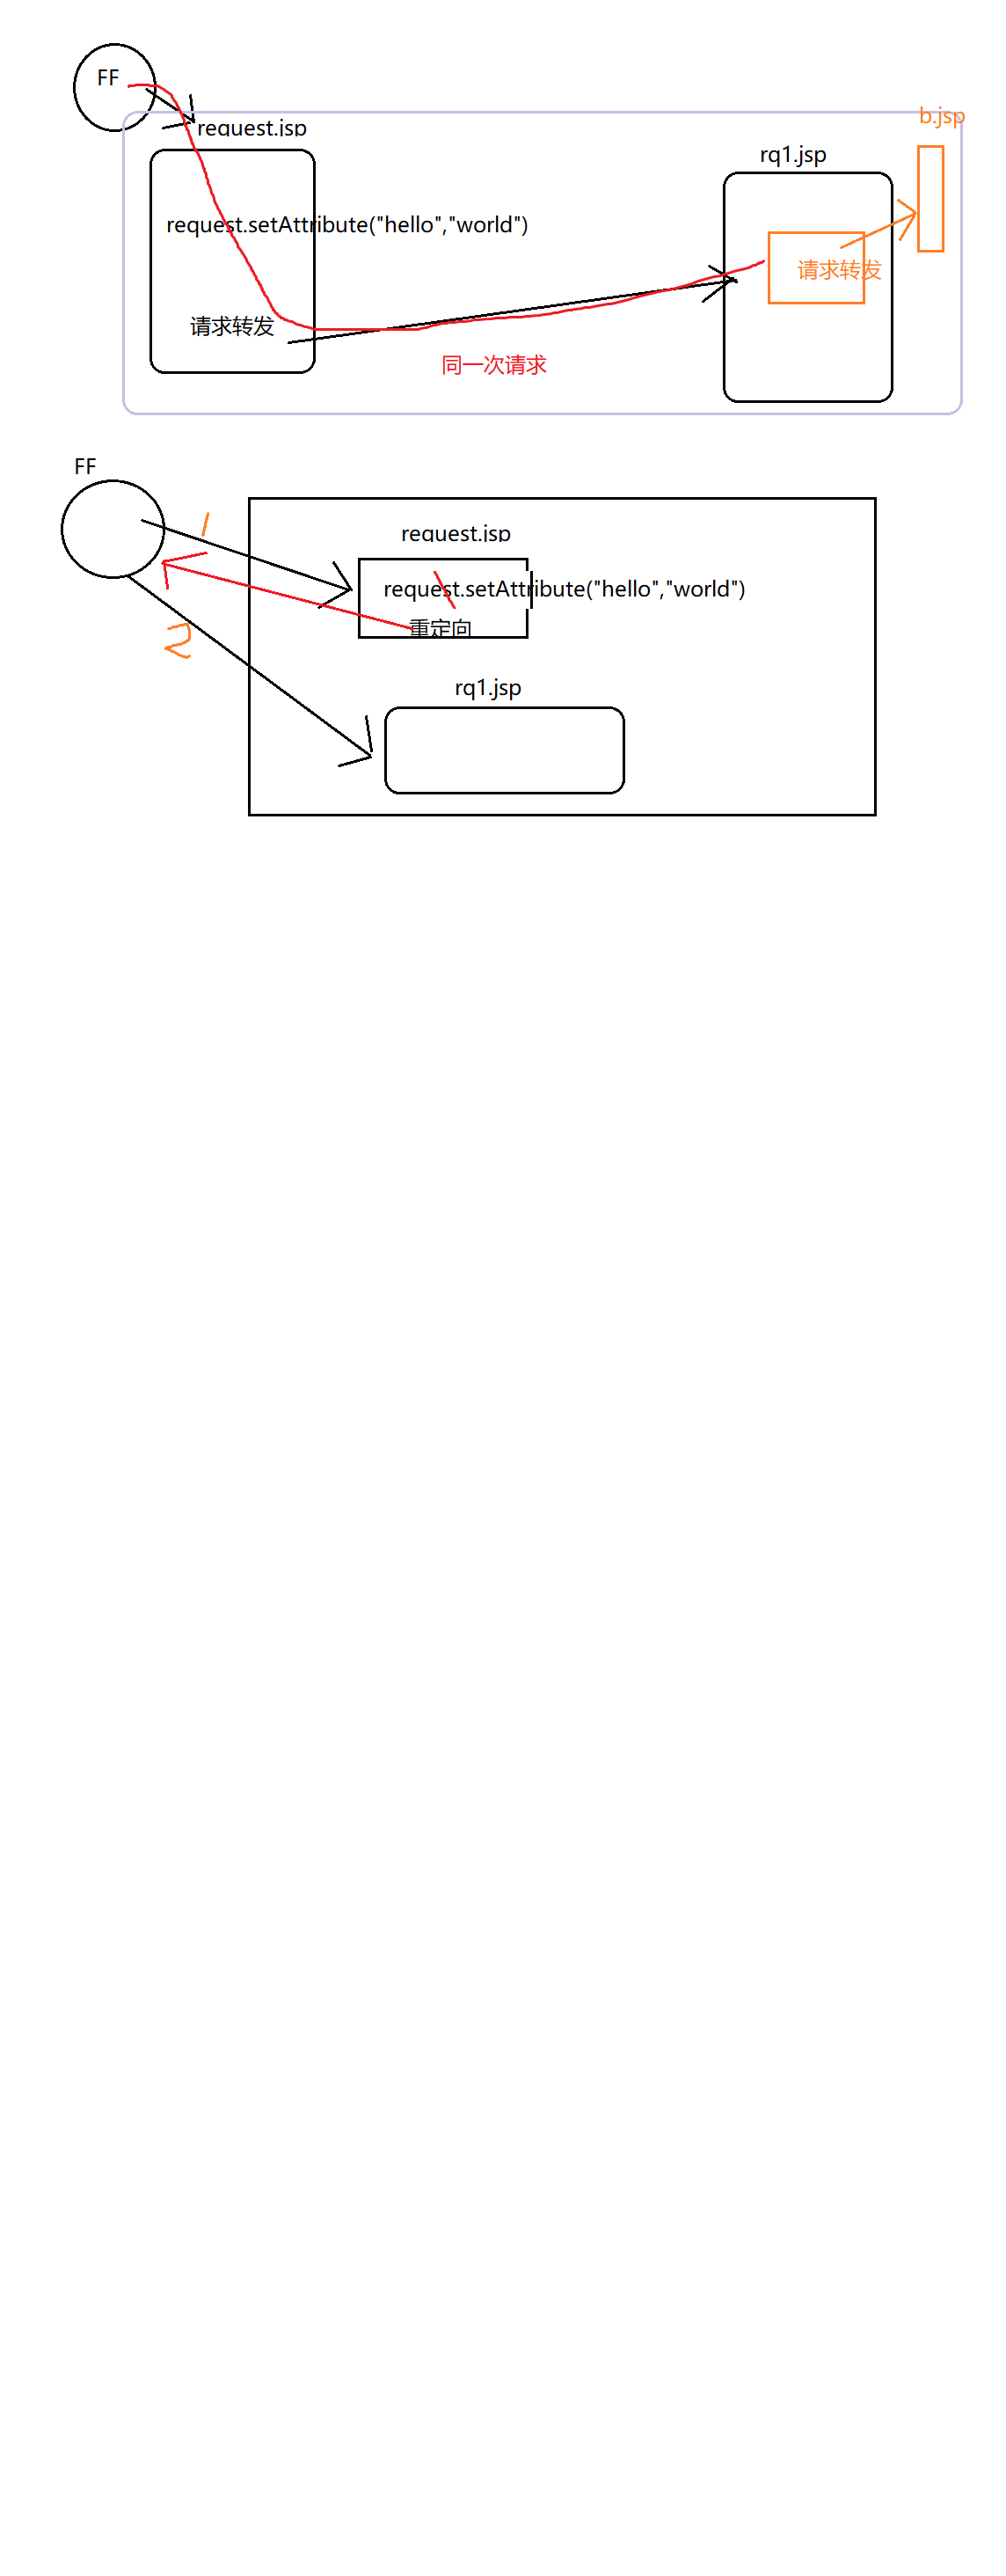 FF
b.jsp
request.jsp
rq1.jsp
request.setAttribute("hello","world")
请求转发
请求转发
同一次请求
FF
1
request.jsp
request.setAttribute("hello","world")
重定向
2
rq1.jsp